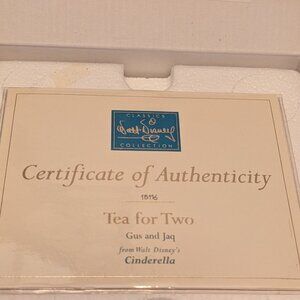 CLASSICS
Walt Disney
COLLECTION
Certificate of Authenticity
Tea for Two
Gus and Jaq
from Walt Disney's
Cinderella